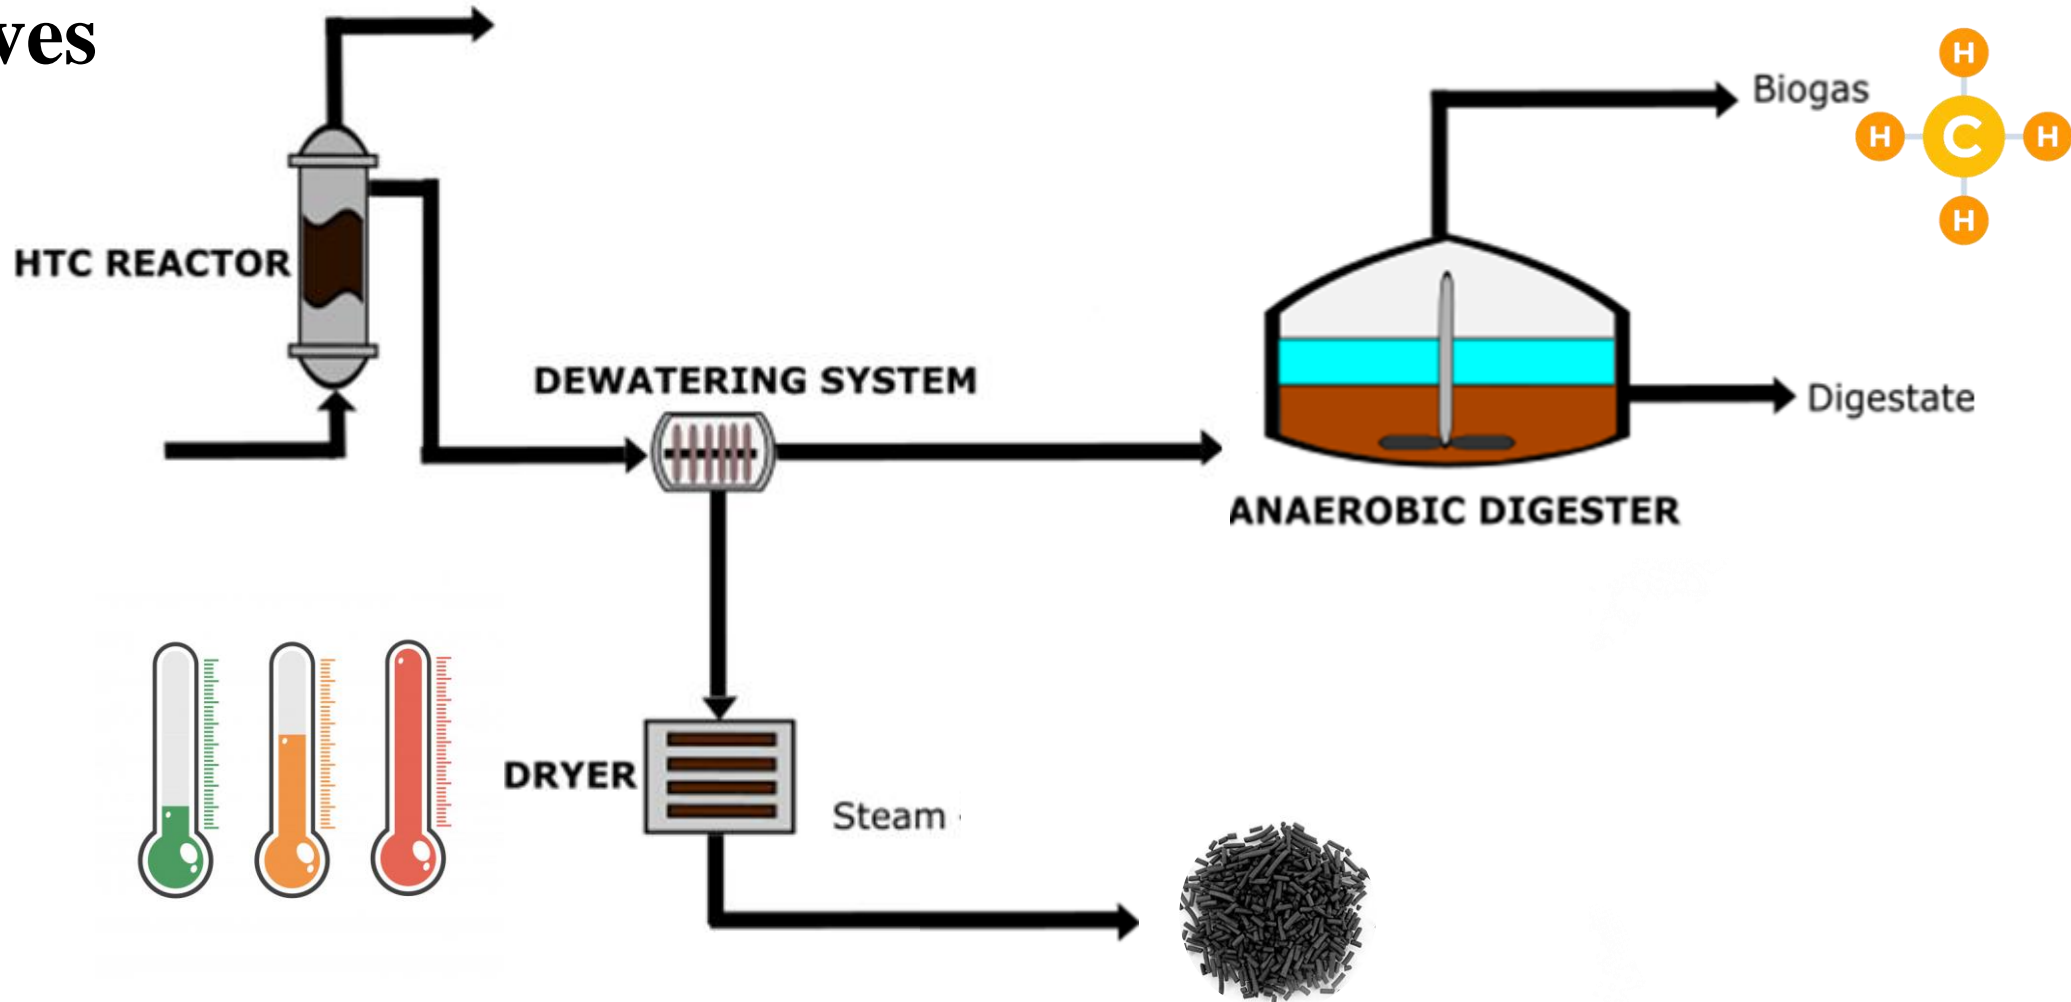 ves
H
Biogas
H C H
H
HTC REACTOR
DEWATERING SYSTEM
Digestate
ANAEROBIC DIGESTER
DRYER
Steam